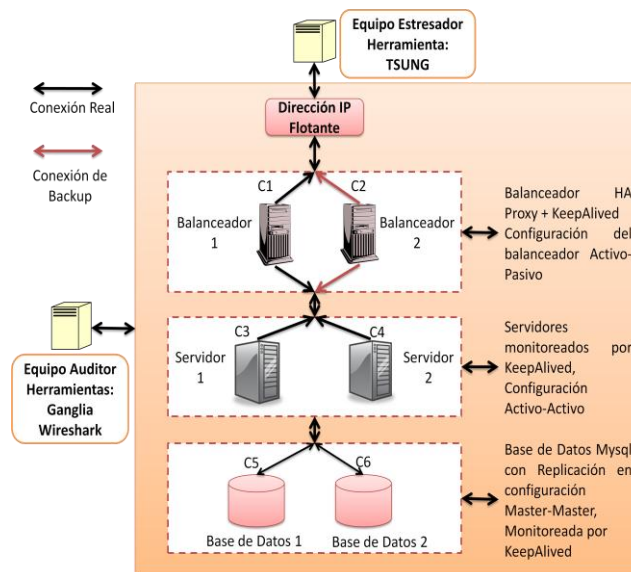 Equipo Estresador
Herramienta:
TSUNG
Conexión Real
Conexión de
Backup
Dirección IP
Flotante
C1
C2
Balanceador
1
Balanceador
2
Balanceador HA
Proxy + KeepAlived
Configuración del
balanceador Activo-
Pasivo
Equipo Auditor
Herramientas:
Ganglia
Wireshark
C3
C4
Servidor
1
Servidor
2
Servidores
monitoreados por
KeepAlived,
Configuración
Activo-Activo
C5
C6
Base de Datos 1
Base de Datos 2
Base de Datos Mysql
con Replicación en
configuración
Master-Master,
Monitoreada por
KeepAlived